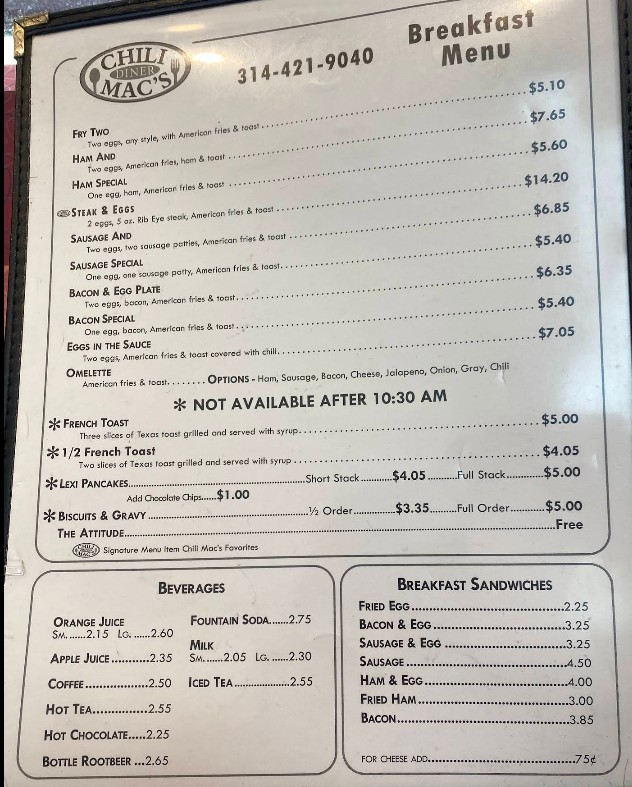 CHILI
DINER
MAC'S
314-421-9040
Breakfast
Menu
FRY TWO
Two eggs, any style, with American fries & toast $5.10
HAM AND
Two eggs, American fries, ham & toast $7.65
HAM SPECIAL
One egg, ham, American fries & toast $5.60
STEAK & EGGS
2 eggs, 5 oz. Rib Eye steak, American fries & toast $14.20
SAUSAGE AND
Two eggs, two sausage patties, American fries & toast $6.85
SAUSAGE SPECIAL
One egg, one sausage patty, American fries & toast $5.40
BACON & EGG PLATE
Two eggs, bacon, American fries & toast $6.35
BACON SPECIAL
One egg, bacon, American fries & toast $5.40
EGGS IN THE SAUCE
Two eggs, American fries & toast covered with chili $7.05
OMELETTE
American fries & toast........OPTIONS - Ham, Sausage, Bacon, Cheese, Jalapeno, Onion, Gray, Chili
* NOT AVAILABLE AFTER 10:30 AM
* FRENCH TOAST
Three slices of Texas toast grilled and served with syrup $5.00
* 1/2 French Toast
Two slices of Texas toast grilled and served with syrup $4.05
* LEXI PANCAKES Short Stack $4.05 Full Stack $5.00
Add Chocolate Chips......$1.00
* BISCUITS & GRAVY ½ Order $3.35 Full Order $5.00
THE ATTITUDE Free
CHILI MAC'S Signature Menu Item Chili Mac's Favorites
BEVERAGES
ORANGE JUICE
SM.......2.15 LG.......2.60
APPLE JUICE...........2.35
COFFEE...................2.50
HOT TEA................2.55
HOT CHOCOLATE.....2.25
BOTTLE ROOTBEER ...2.65
FOUNTAIN SODA.......2.75
MILK
SM.......2.05 LG.......2.30
ICED TEA...................2.55
BREAKFAST SANDWICHES
FRIED EGG 2.25
BACON & EGG 3.25
SAUSAGE & EGG 3.25
SAUSAGE 4.50
HAM & EGG 4.00
FRIED HAM 3.00
BACON 3.85
FOR CHEESE ADD 75¢